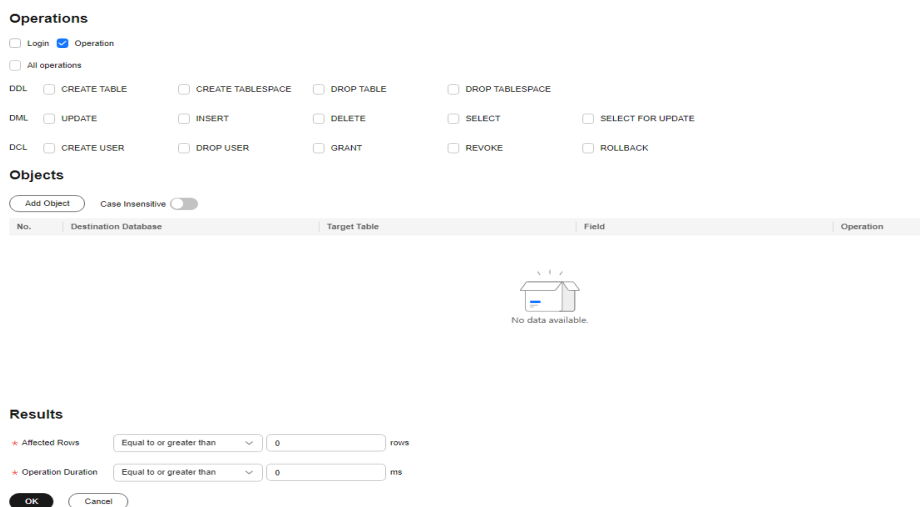 Operations
Login Operation
All operations
DDL CREATE TABLE CREATE TABLESPACE DROP TABLE DROP TABLESPACE
DML UPDATE INSERT DELETE SELECT SELECT FOR UPDATE
DCL CREATE USER DROP USER GRANT REVOKE ROLLBACK
Objects
Add Object Case Insensitive
No. Destination Database Target Table Field Operation
No data available.
Results
* Affected Rows Equal to or greater than 0 rows
* Operation Duration Equal to or greater than 0 ms
OK Cancel